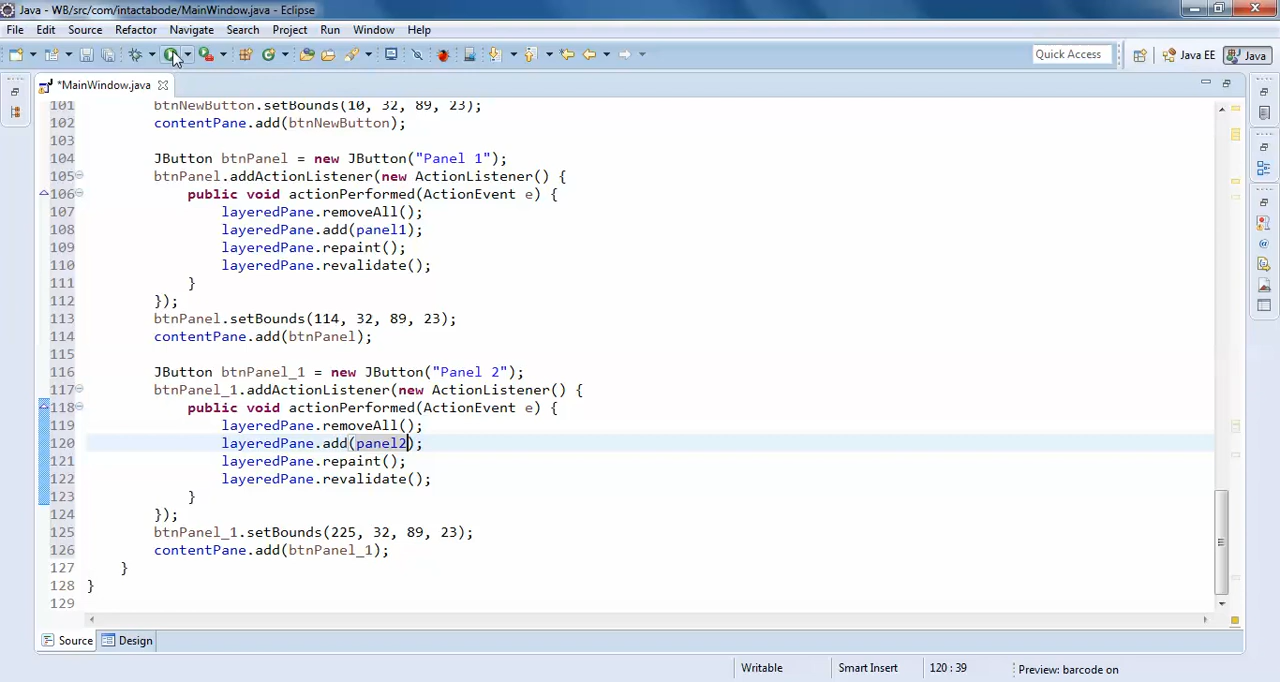 Java - WB/src/com/intactabode/MainWindow.java - Eclipse
File Edit Source Refactor Navigate Search Project Run Window Help
Quick Access Java EE Java
*MainWindow.java
101 btnNewButton.setBounds(10, 32, 89, 23);
102 contentPane.add(btnNewButton);
103
104 JButton btnPanel = new JButton("Panel 1");
105 btnPanel.addActionListener(new ActionListener() {
106 public void actionPerformed(ActionEvent e) {
107 layeredPane.removeAll();
108 layeredPane.add(panel1);
109 layeredPane.repaint();
110 layeredPane.revalidate();
111 }
112 });
113 btnPanel.setBounds(114, 32, 89, 23);
114 contentPane.add(btnPanel);
115
116 JButton btnPanel_1 = new JButton("Panel 2");
117 btnPanel_1.addActionListener(new ActionListener() {
118 public void actionPerformed(ActionEvent e) {
119 layeredPane.removeAll();
120 layeredPane.add(panel2);
121 layeredPane.repaint();
122 layeredPane.revalidate();
123 }
124 });
125 btnPanel_1.setBounds(225, 32, 89, 23);
126 contentPane.add(btnPanel_1);
127 }
128 }
129
Source Design
Writable Smart Insert 120 : 39 Preview: barcode on